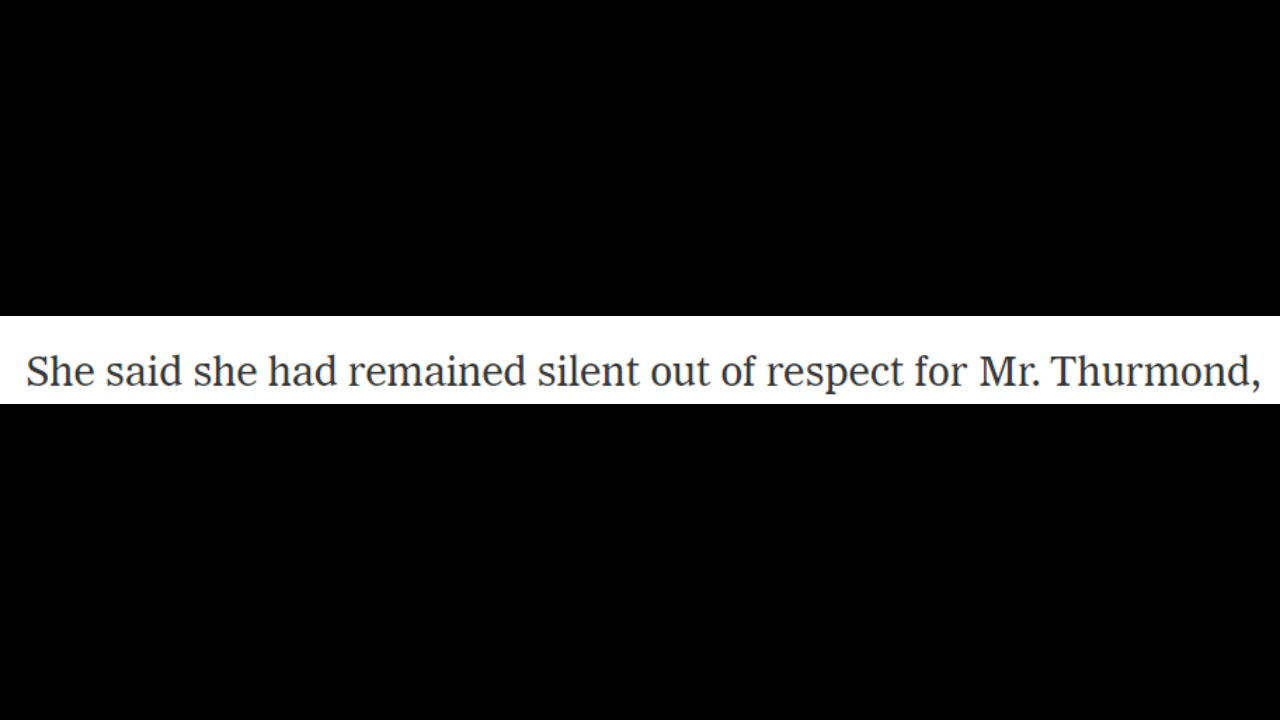 She said she had remained silent out of respect for Mr. Thurmond,